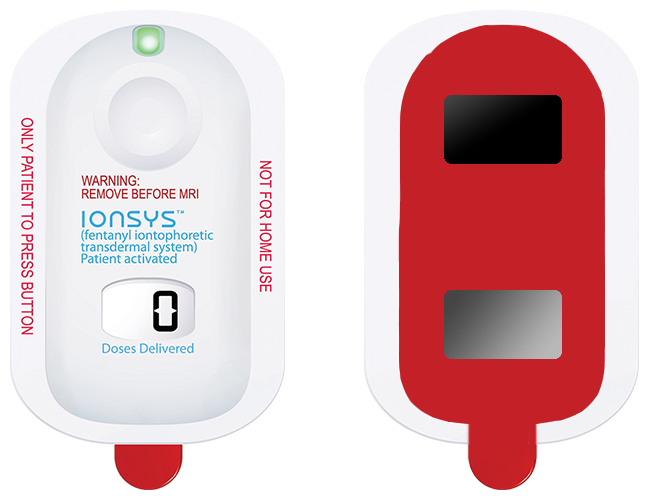 ONLY PATIENT TO PRESS BUTTON
WARNING:
REMOVE BEFORE MRI
IONSYS™
(fentanyl iontophoretic
transdermal system)
Patient activated
0
Doses Delivered
NOT FOR HOME USE